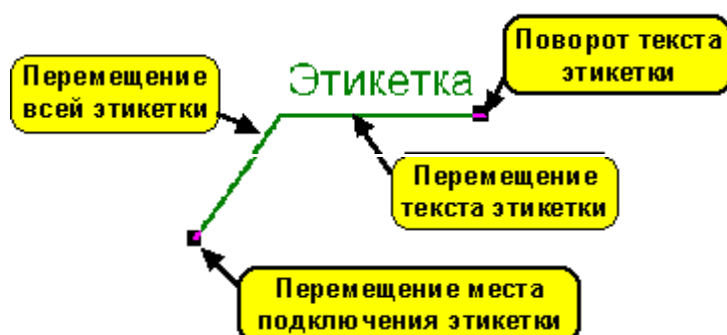 Поворот текста
этикетки
Перемещение
всей этикетки
Этикетка
Перемещение
текста этикетки
Перемещение места
подключения этикетки